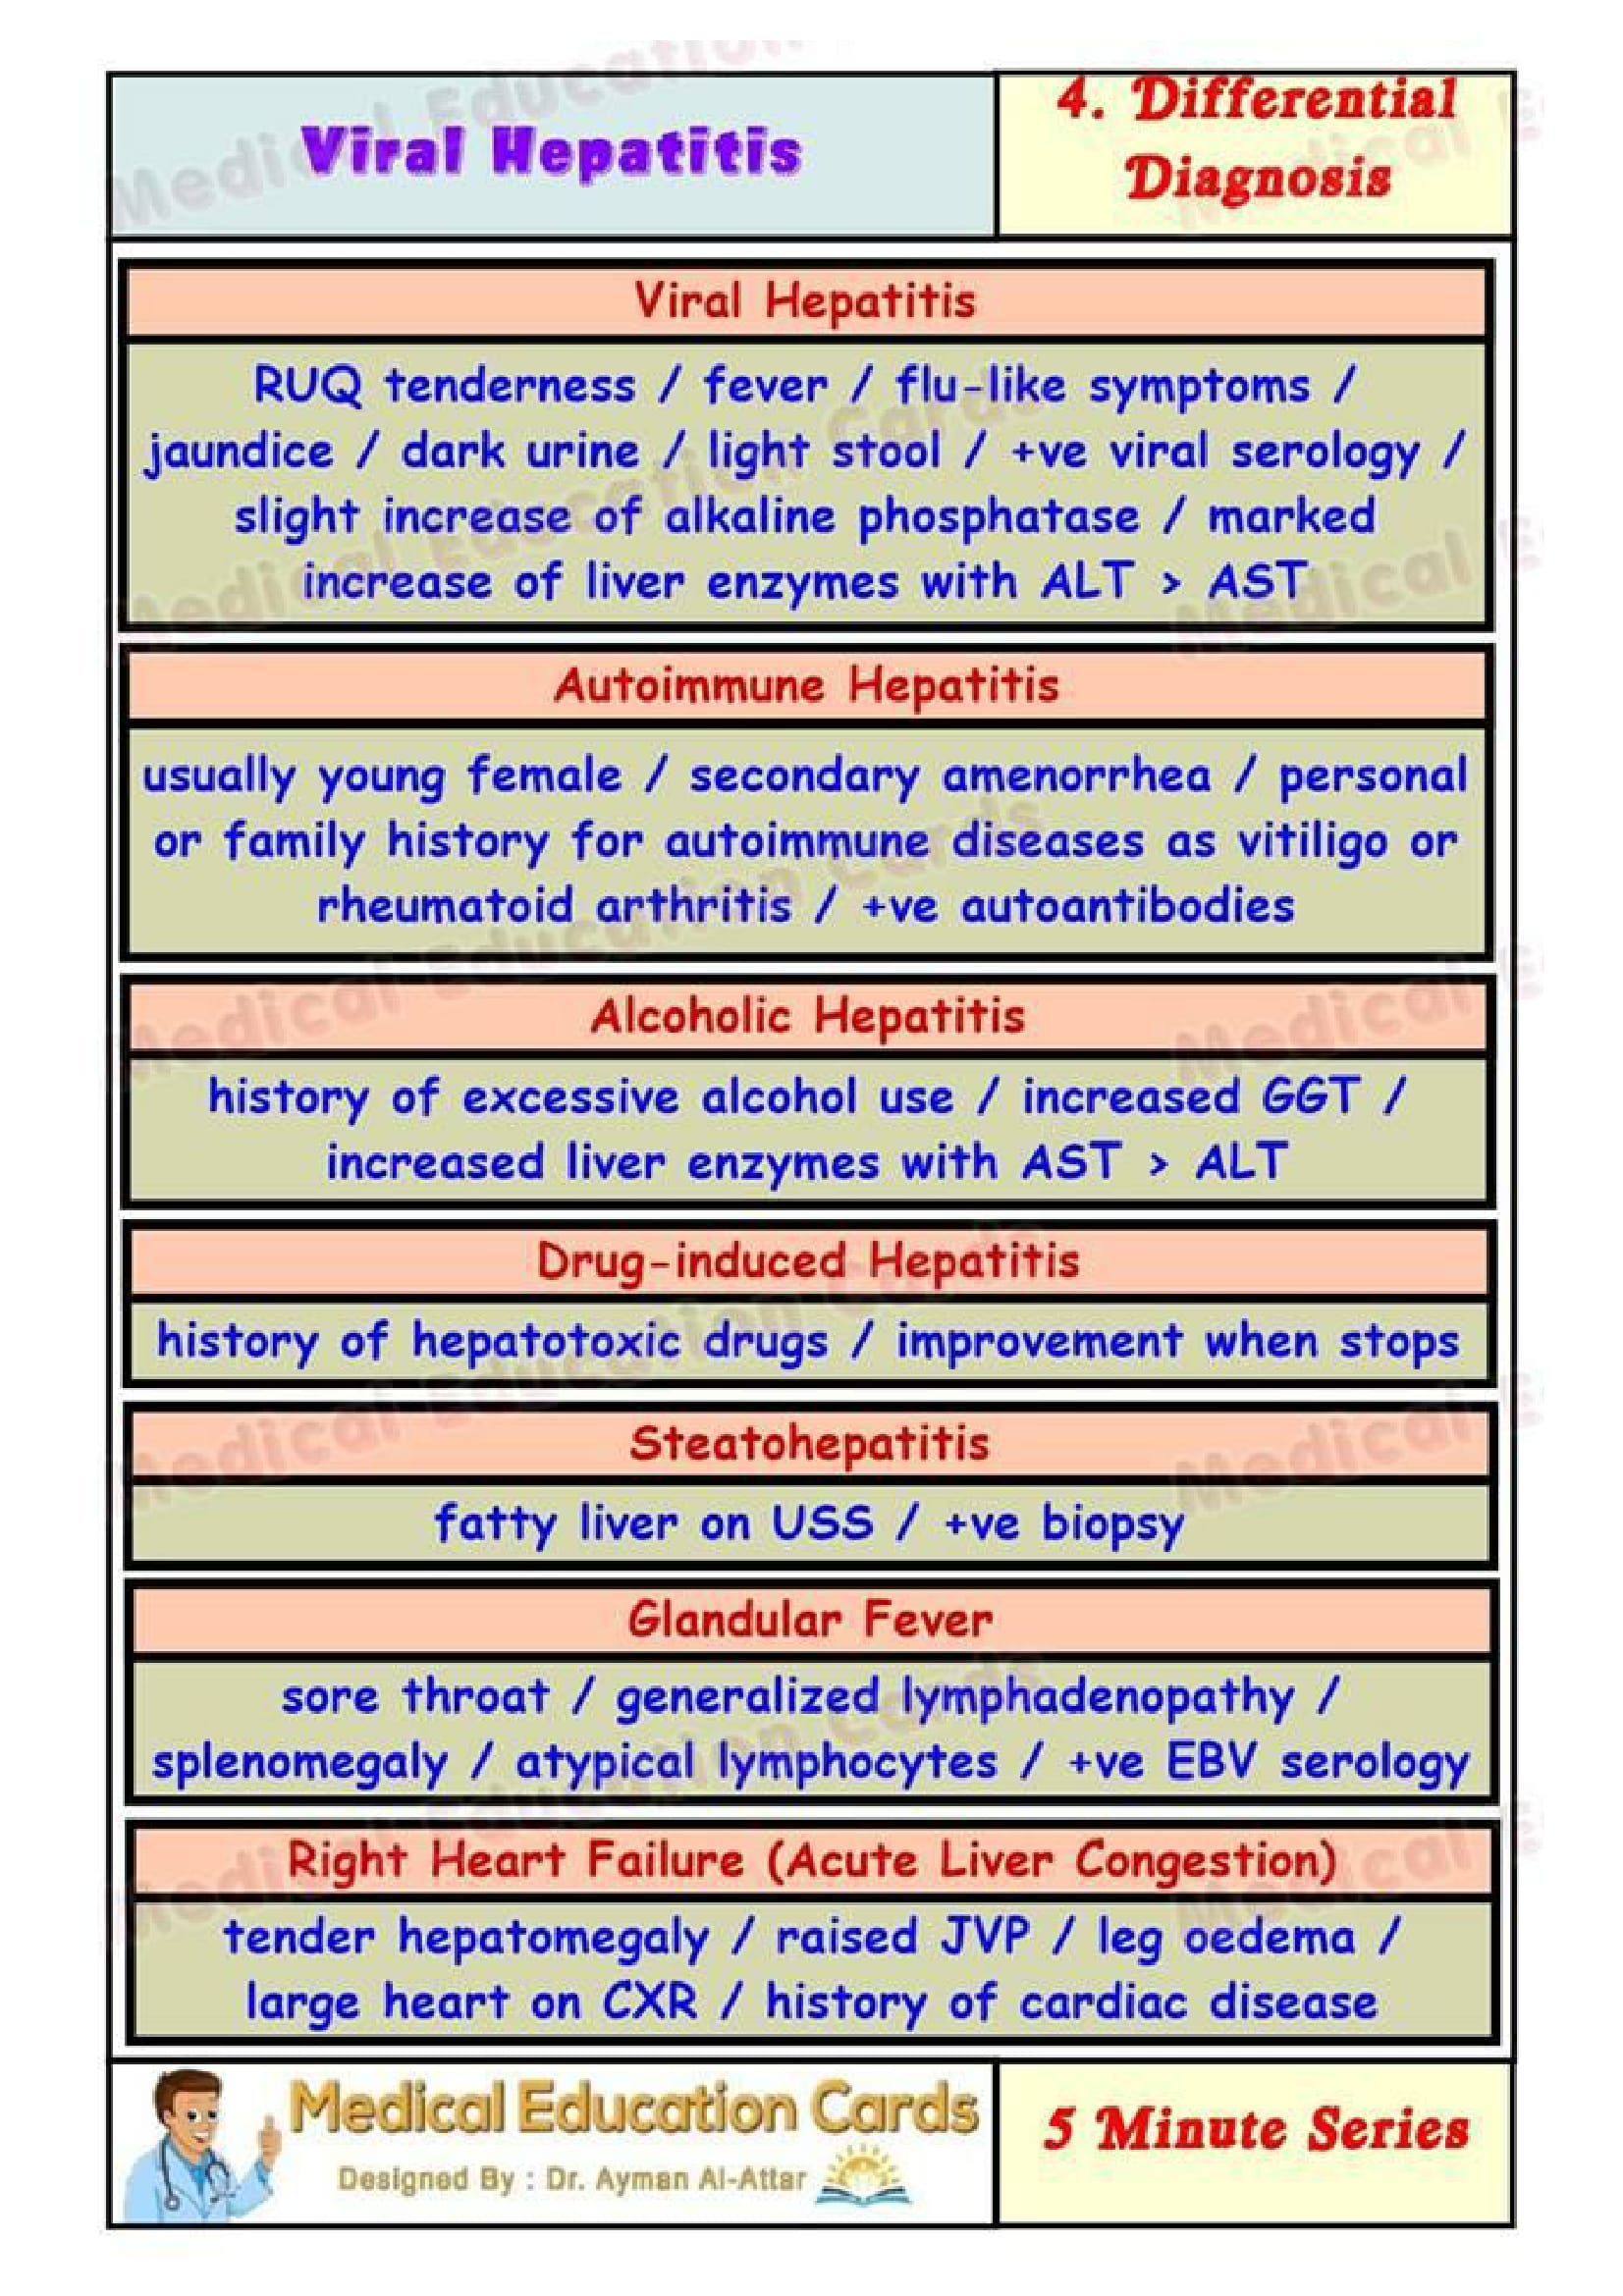 Viral Hepatitis
4. Differential
Diagnosis
Viral Hepatitis
RUQ tenderness / fever / flu-like symptoms /
jaundice / dark urine / light stool / +ve viral serology /
slight increase of alkaline phosphatase / marked
increase of liver enzymes with ALT > AST
Autoimmune Hepatitis
usually young female / secondary amenorrhea / personal
or family history for autoimmune diseases as vitiligo or
rheumatoid arthritis / +ve autoantibodies
Alcoholic Hepatitis
history of excessive alcohol use / increased GGT /
increased liver enzymes with AST > ALT
Drug-induced Hepatitis
history of hepatotoxic drugs / improvement when stops
Steatohepatitis
fatty liver on USS / +ve biopsy
Glandular Fever
sore throat / generalized lymphadenopathy /
splenomegaly / atypical lymphocytes / +ve EBV serology
Right Heart Failure (Acute Liver Congestion)
tender hepatomegaly / raised JVP / leg oedema /
large heart on CXR / history of cardiac disease
Medical Education Cards
Designed By : Dr. Ayman Al-Attar
5 Minute Series